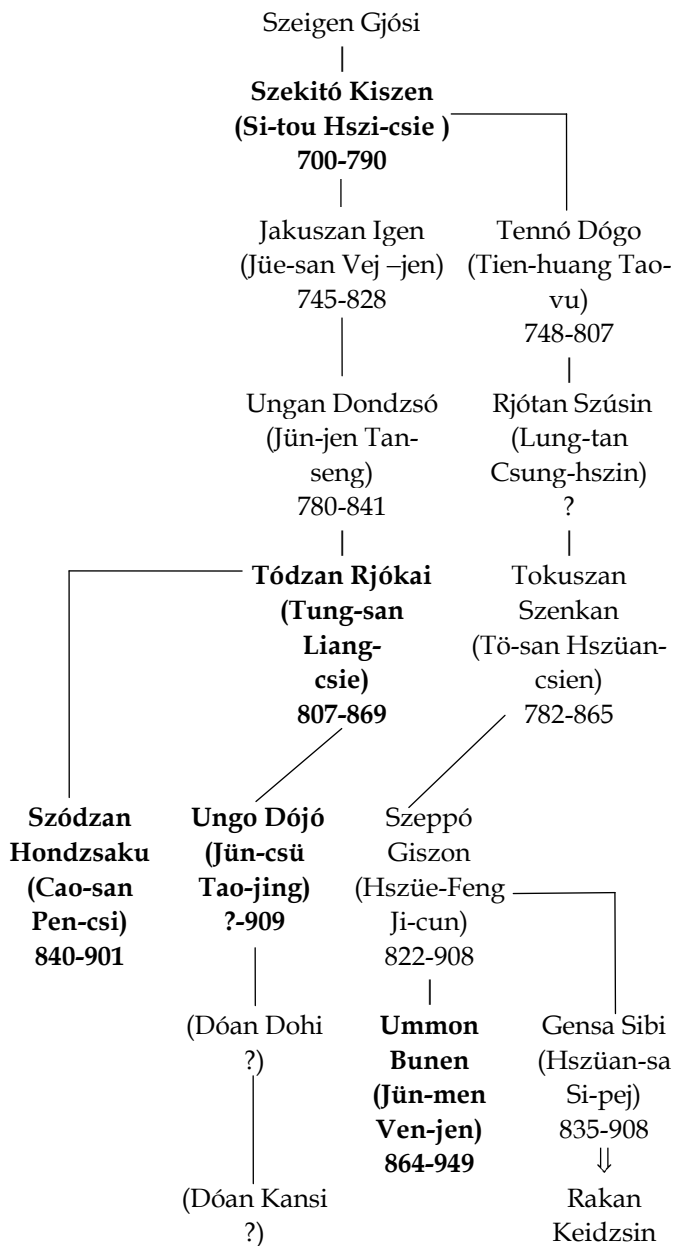 Szeigen Gjósi
Szekitó Kiszen
(Si-tou Hszi-csie )
700-790
Jakuszan Igen
(Jüe-san Vej –jen)
745-828
Tennó Dógo
(Tien-huang Tao-
vu)
748-807
Ungan Dondzsó
(Jün-jen Tan-
seng)
780-841
Rjótan Szúsin
(Lung-tan
Csung-hszin)
?
Tódzan Rjókai
(Tung-san
Liang-
csie)
807-869
Tokuszan
Szenkan
(Tö-san Hszüan-
csien)
782-865
Szódzan
Hondzsaku
(Cao-san
Pen-csi)
840-901
Ungo Dójó
(Jün-csü
Tao-jing)
?-909
Szeppó
Giszon
(Hszüe-Feng
Ji-cun)
822-908
(Dóan Dohi
?)
Ummon
Bunen
(Jün-men
Ven-jen)
864-949
Gensa Sibi
(Hszüan-sa
Si-pej)
835-908
⇓
(Dóan Kansi
?)
Rakan
Keidzsin